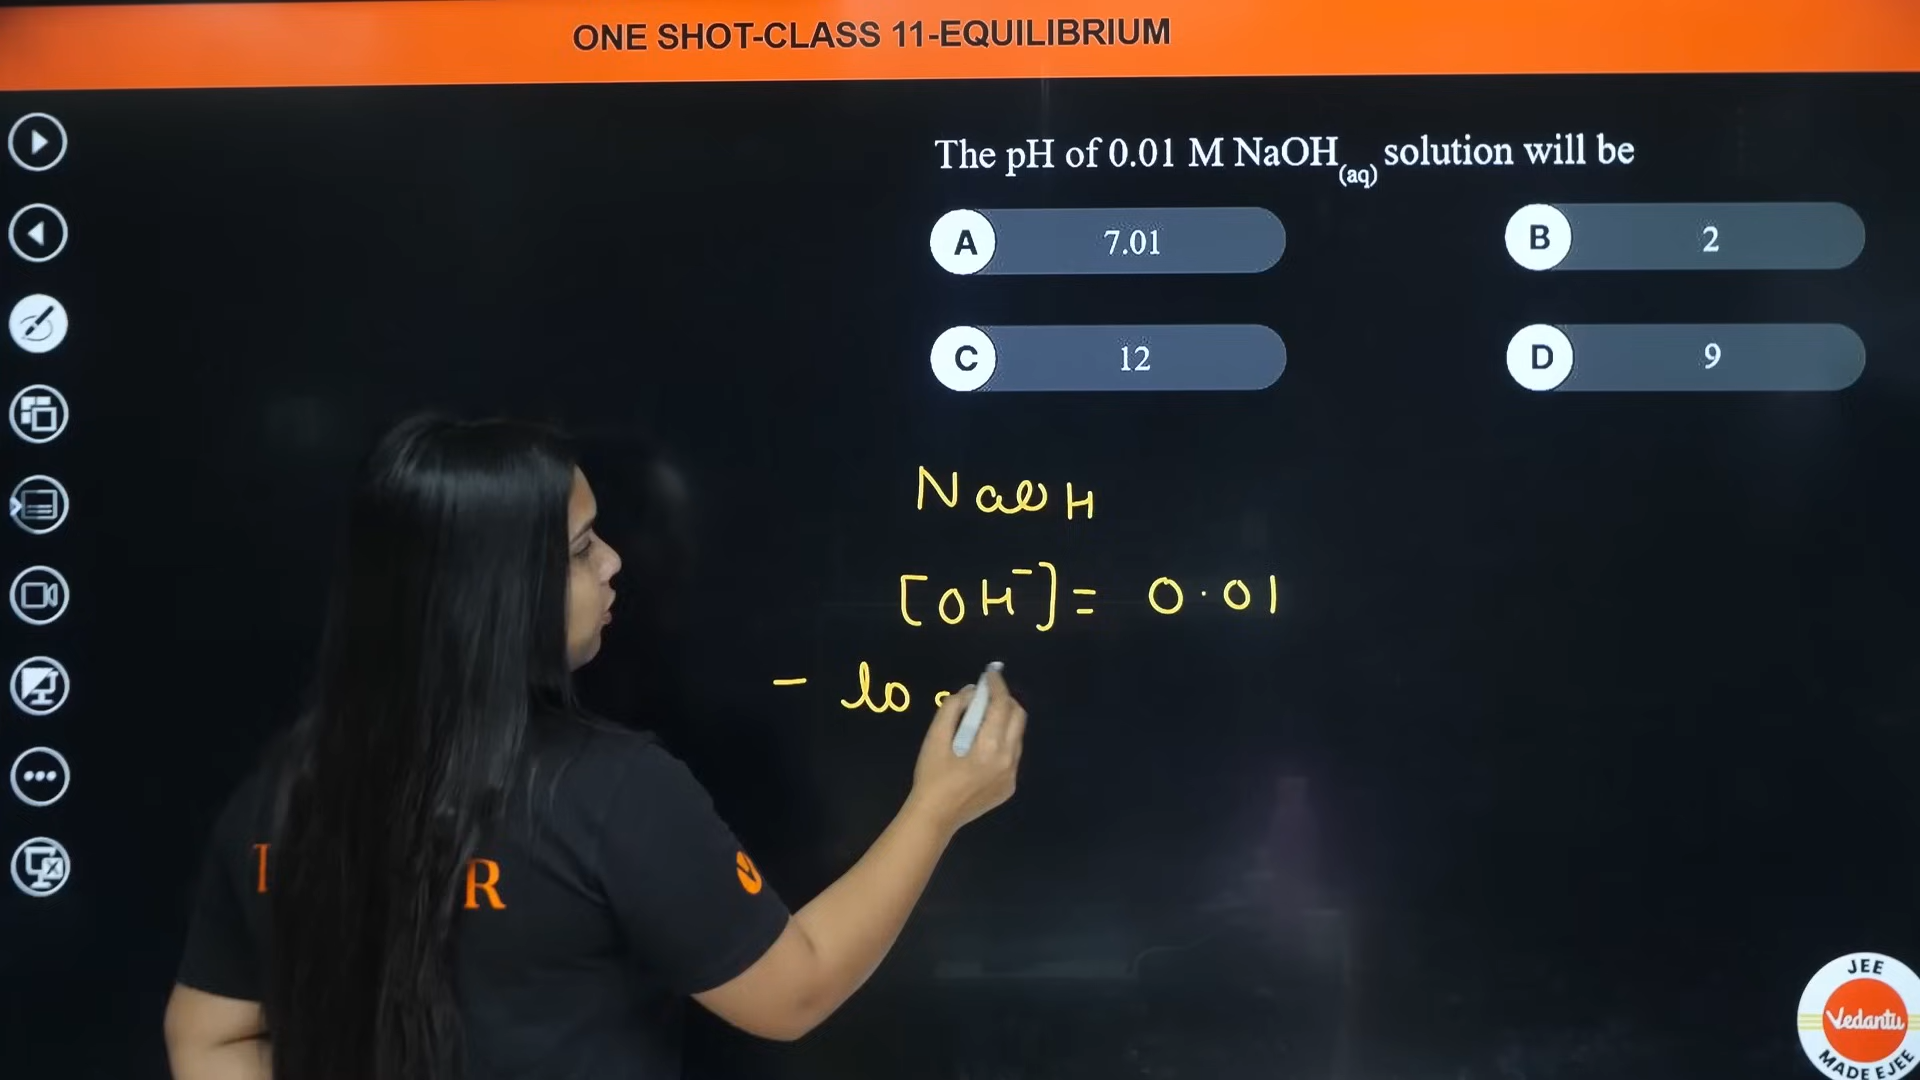 ONE SHOT-CLASS 11-EQUILIBRIUM
The pH of 0.01 M NaOH(aq) solution will be
A 7.01
B 2
C 12
D 9
NaOH
[OH⁻] = 0.01
- lo
R
JEE
Vedantu
MADE EJEE